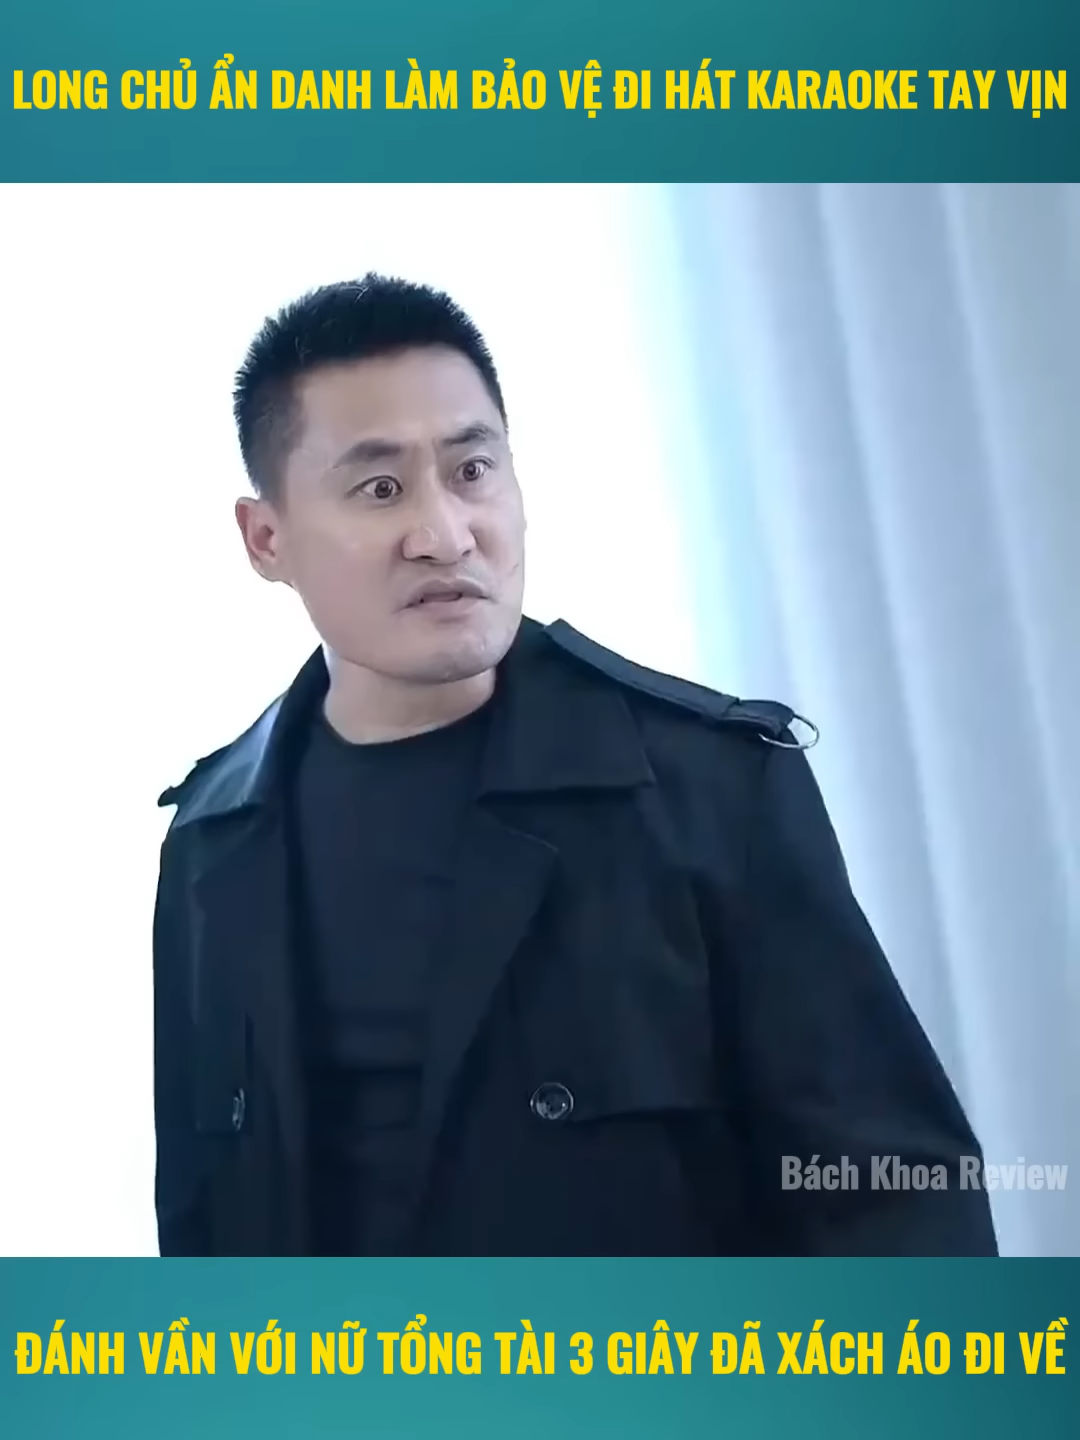 LONG CHỦ ẨN DANH LÀM BẢO VỆ ĐI HÁT KARAOKE TAY VỊN
Bách Khoa Review
ĐÁNH VẦN VỚI NỮ TỔNG TÀI 3 GIÂY ĐÃ XÁCH ÁO ĐI VỀ